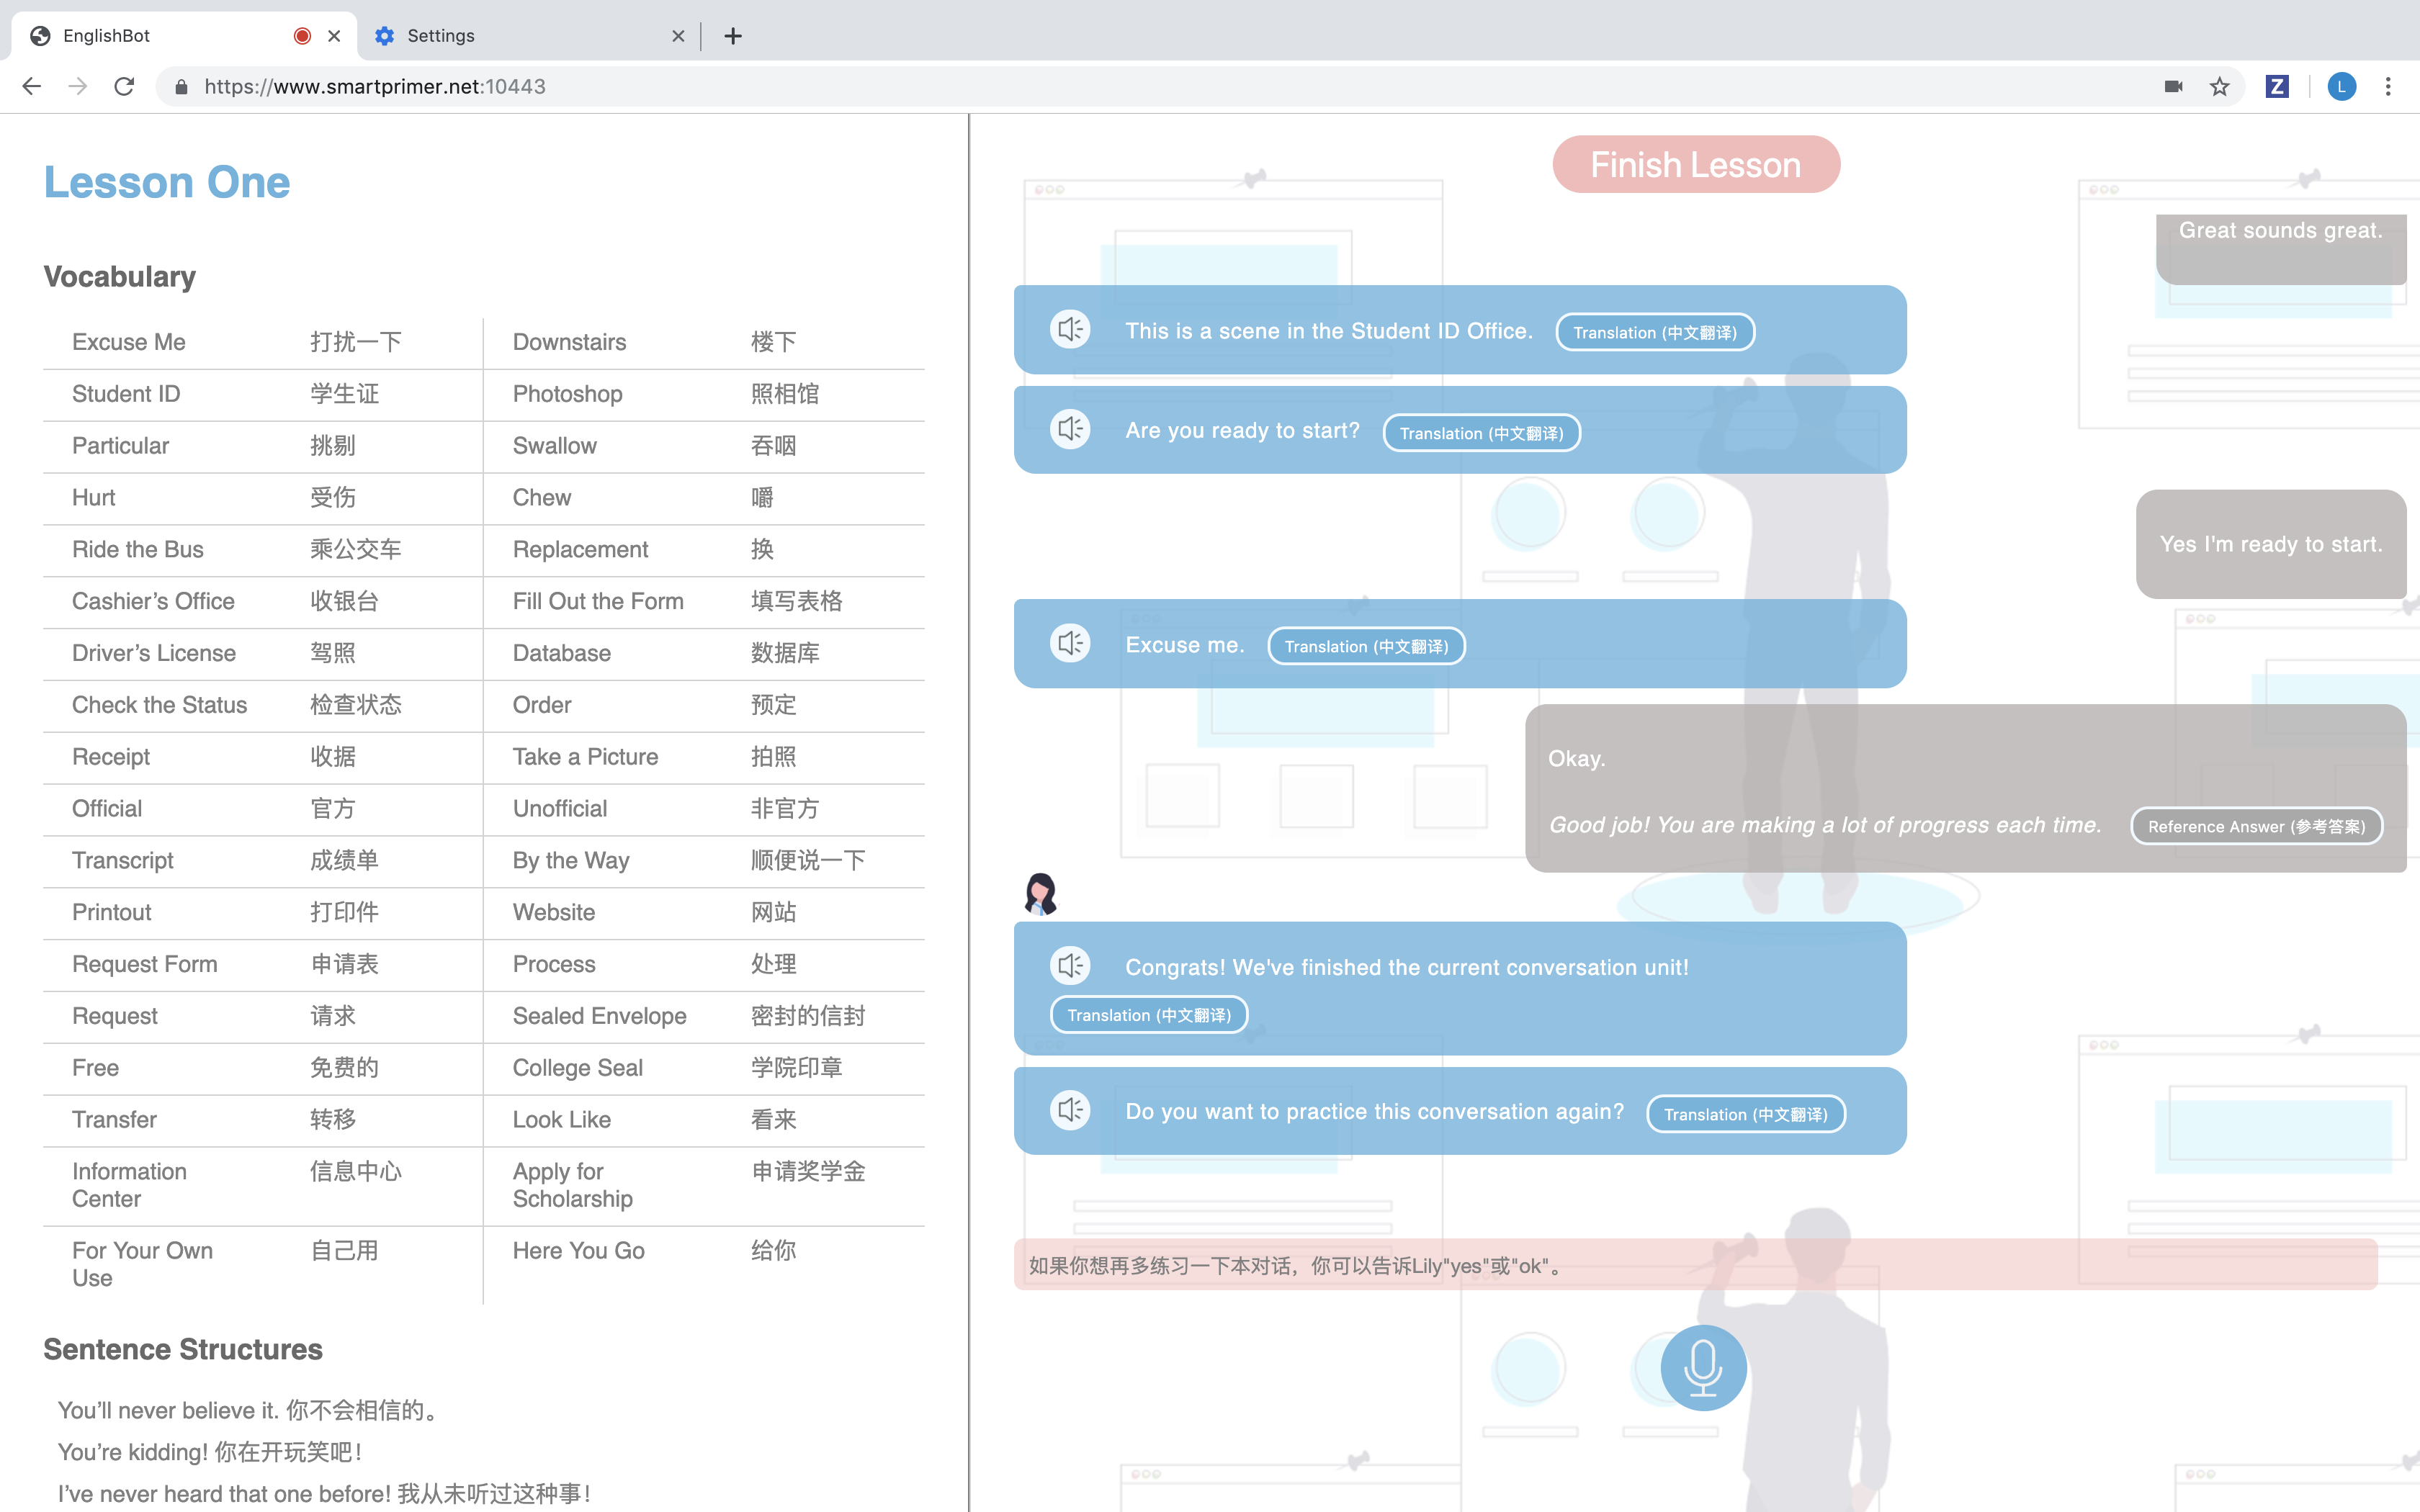 EnglishBot
Settings
https://www.smartprimer.net:10443
Z
L
Lesson One
Vocabulary
Excuse Me 打扰一下 Downstairs 楼下
Student ID 学生证 Photoshop 照相馆
Particular 挑剔 Swallow 吞咽
Hurt 受伤 Chew 嚼
Ride the Bus 乘公交车 Replacement 换
Cashier’s Office 收银台 Fill Out the Form 填写表格
Driver’s License 驾照 Database 数据库
Check the Status 检查状态 Order 预定
Receipt 收据 Take a Picture 拍照
Official 官方 Unofficial 非官方
Transcript 成绩单 By the Way 顺便说一下
Printout 打印件 Website 网站
Request Form 申请表 Process 处理
Request 请求 Sealed Envelope 密封的信封
Free 免费的 College Seal 学院印章
Transfer 转移 Look Like 看来
Information Center 信息中心 Apply for Scholarship 申请奖学金
For Your Own Use 自己用 Here You Go 给你
Sentence Structures
You’ll never believe it. 你不会相信的。
You’re kidding! 你在开玩笑吧！
I’ve never heard that one before! 我从未听过这种事！
Finish Lesson
Great sounds great.
This is a scene in the Student ID Office. Translation (中文翻译)
Are you ready to start? Translation (中文翻译)
Yes I'm ready to start.
Excuse me. Translation (中文翻译)
Okay.
Good job! You are making a lot of progress each time. Reference Answer (参考答案)
Congrats! We've finished the current conversation unit!
Translation (中文翻译)
Do you want to practice this conversation again? Translation (中文翻译)
如果你想再多练习一下本对话，你可以告诉Lily"yes"或"ok"。